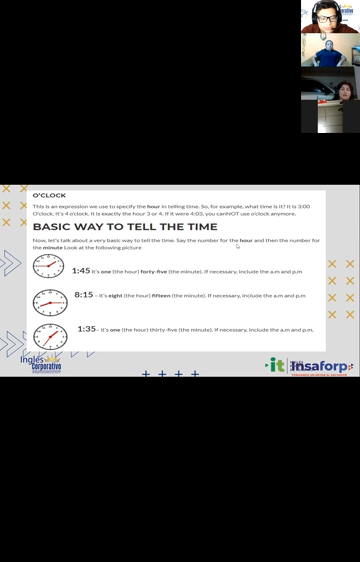 Corporativo
O'CLOCK
This is an expression we use to specify the hour in telling time. So, for example, what time is it? It is 3:00
O'clock. It's 4 o'clock. It is exactly the hour 3 or 4. If it were 4:03, you canNOT use o'clock anymore.
BASIC WAY TO TELL THE TIME
Now, let's talk about a very basic way to tell the time. Say the number for the hour and then the number for
the minute Look at the following picture
1:45 It's one (the hour) forty-five (the minute). If necessary, include the a.m and p.m
8:15 – It's eight (the hour) fifteen (the minute). If necessary, include the a.m and p.m
1:35– It's one (the hour) thirty-five (the minute). If necessary, include the a.m and p.m.
Inglés
Corporativo
it Insaforp